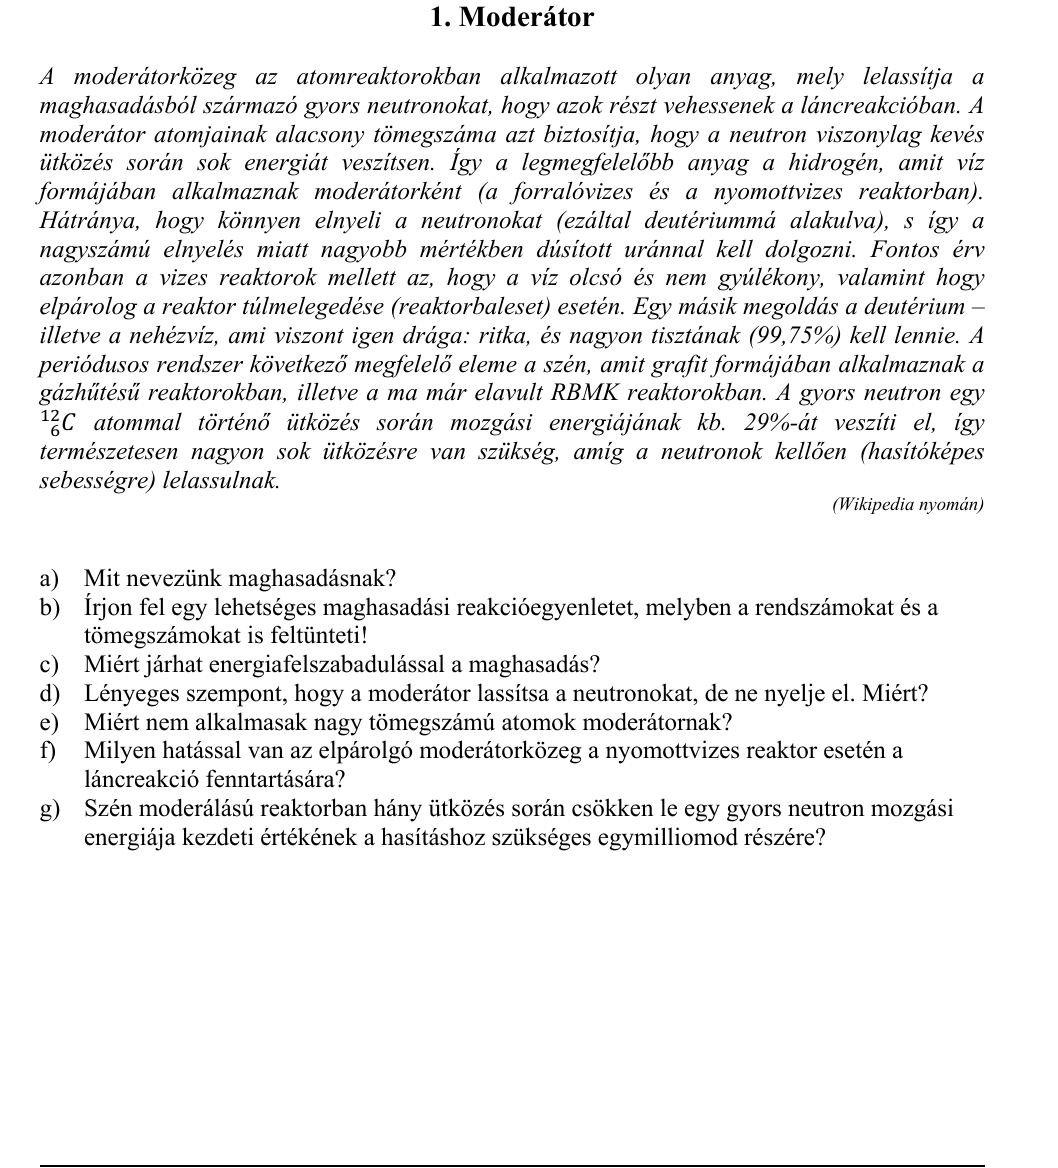 1. Moderátor
A moderátorközeg az atomreaktorokban alkalmazott olyan anyag, mely lelassítja a
maghasadásból származó gyors neutronokat, hogy azok részt vehessenek a láncreakcióban. A
moderátor atomjainak alacsony tömegszáma azt biztosítja, hogy a neutron viszonylag kevés
ütközés során sok energiát veszítsen. Így a legmegfelelőbb anyag a hidrogén, amit víz
formájában alkalmaznak moderátorként (a forralóvizes és a nyomottvizes reaktorban).
Hátránya, hogy könnyen elnyeli a neutronokat (ezáltal deutériummá alakulva), s így a
nagyszámú elnyelés miatt nagyobb mértékben dúsított uránnal kell dolgozni. Fontos érv
azonban a vizes reaktorok mellett az, hogy a víz olcsó és nem gyúlékony, valamint hogy
elpárolog a reaktor túlmelegedése (reaktorbaleset) esetén. Egy másik megoldás a deutérium –
illetve a nehézvíz, ami viszont igen drága: ritka, és nagyon tisztának (99,75%) kell lennie. A
periódusos rendszer következő megfelelő eleme a szén, amit grafit formájában alkalmaznak a
gázhűtésű reaktorokban, illetve a ma már elavult RBMK reaktorokban. A gyors neutron egy
¹²₆C atommal történő ütközés során mozgási energiájának kb. 29%-át veszíti el, így
természetesen nagyon sok ütközésre van szükség, amíg a neutronok kellően (hasítóképes
sebességre) lelassulnak.
(Wikipedia nyomán)
a) Mit nevezünk maghasadásnak?
b) Írjon fel egy lehetséges maghasadási reakcióegyenletet, melyben a rendszámokat és a
tömegszámokat is feltünteti!
c) Miért járhat energiafelszabadulással a maghasadás?
d) Lényeges szempont, hogy a moderátor lassítsa a neutronokat, de ne nyelje el. Miért?
e) Miért nem alkalmasak nagy tömegszámú atomok moderátornak?
f) Milyen hatással van az elpárolgó moderátorközeg a nyomottvizes reaktor esetén a
láncreakció fenntartására?
g) Szén moderálású reaktorban hány ütközés során csökken le egy gyors neutron mozgási
energiája kezdeti értékének a hasításhoz szükséges egymilliomod részére?